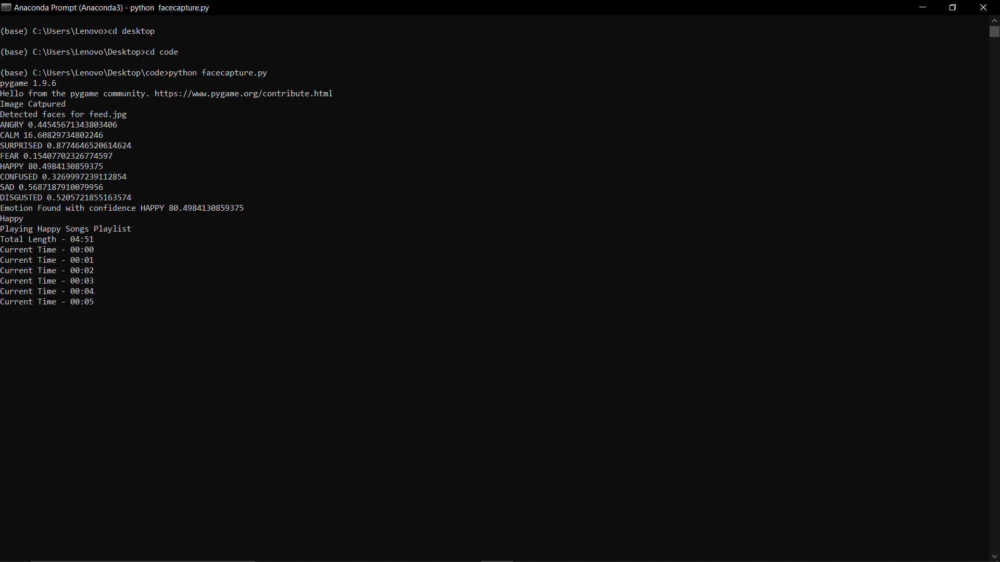 Anaconda Prompt (Anaconda3) - python  facecapture.py
(base) C:\Users\Lenovo>cd desktop
(base) C:\Users\Lenovo\Desktop>cd code
(base) C:\Users\Lenovo\Desktop\code>python facecapture.py
pygame 1.9.6
Hello from the pygame community. https://www.pygame.org/contribute.html
Image Catpured
Detected faces for feed.jpg
ANGRY 0.44545671343803406
CALM 16.60829734802246
SURPRISED 0.8774646520614624
FEAR 0.15407702326774597
HAPPY 80.4984130859375
CONFUSED 0.3269997239112854
SAD 0.5687187910079956
DISGUSTED 0.5205721855163574
Emotion Found with confidence HAPPY 80.4984130859375
Happy
Playing Happy Songs Playlist
Total Length - 04:51
Current Time - 00:00
Current Time - 00:01
Current Time - 00:02
Current Time - 00:03
Current Time - 00:04
Current Time - 00:05